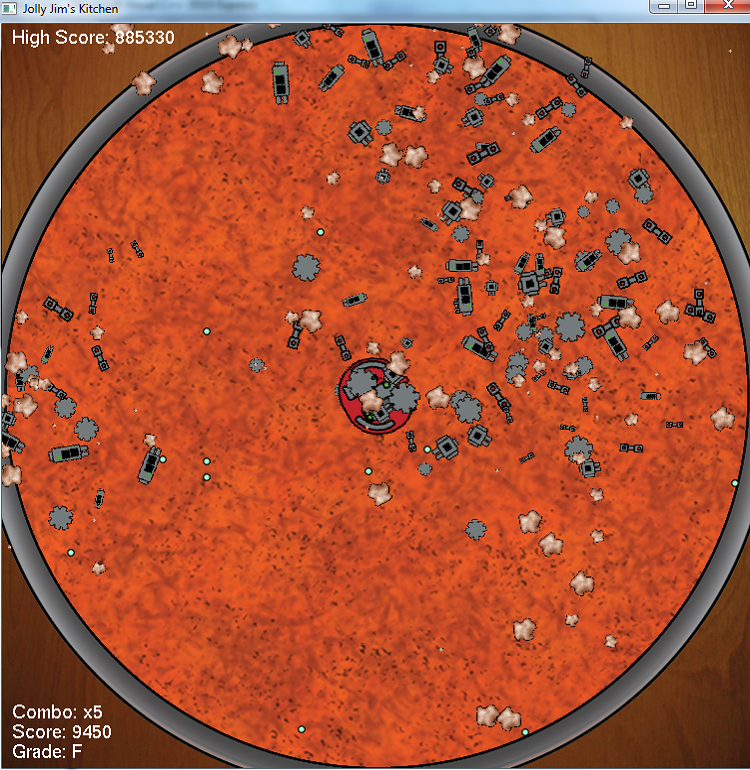 Jolly Jim's Kitchen
High Score: 885330
Combo: x5
Score: 9450
Grade: F